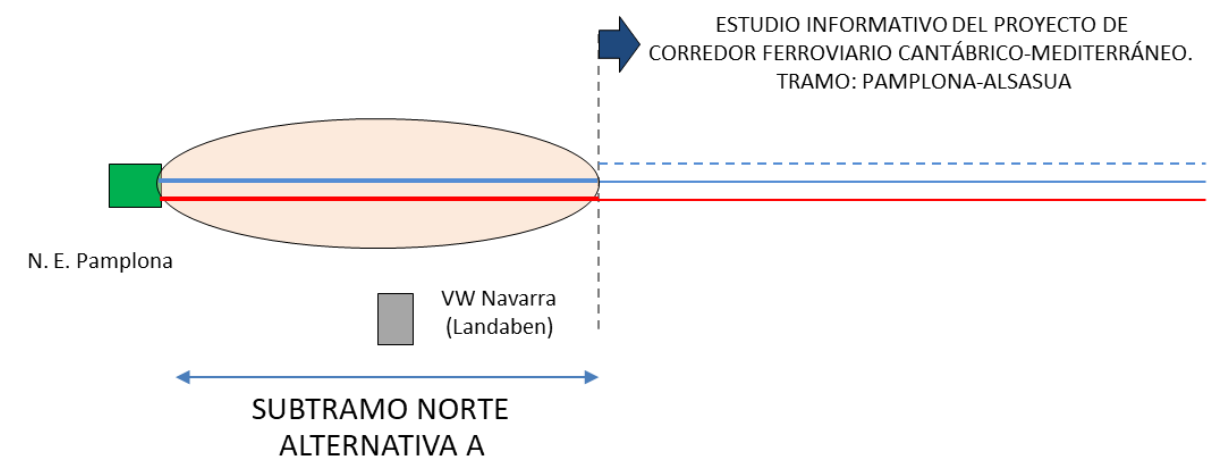 ESTUDIO INFORMATIVO DEL PROYECTO DE
CORREDOR FERROVIARIO CANTÁBRICO-MEDITERRÁNEO.
TRAMO: PAMPLONA-ALSASUA
N. E. Pamplona
VW Navarra
(Landaben)
SUBTRAMO NORTE
ALTERNATIVA A